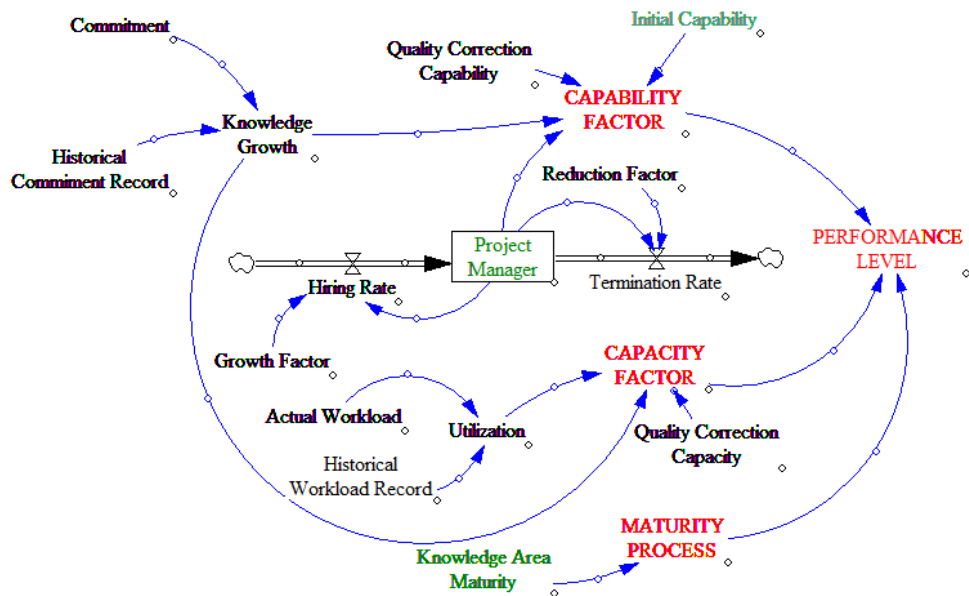 Commitment
Initial Capability
Quality Correction
Capability
CAPABILITY
FACTOR
Knowledge
Growth
Historical
Commiment Record
Reduction Factor
Project
Manager
PERFORMANCE
LEVEL
Hiring Rate
Termination Rate
Growth Factor
CAPACITY
FACTOR
Actual Workload
Utilization
Quality Correction
Capacity
Historical
Workload Record
MATURITY
PROCESS
Knowledge Area
Maturity